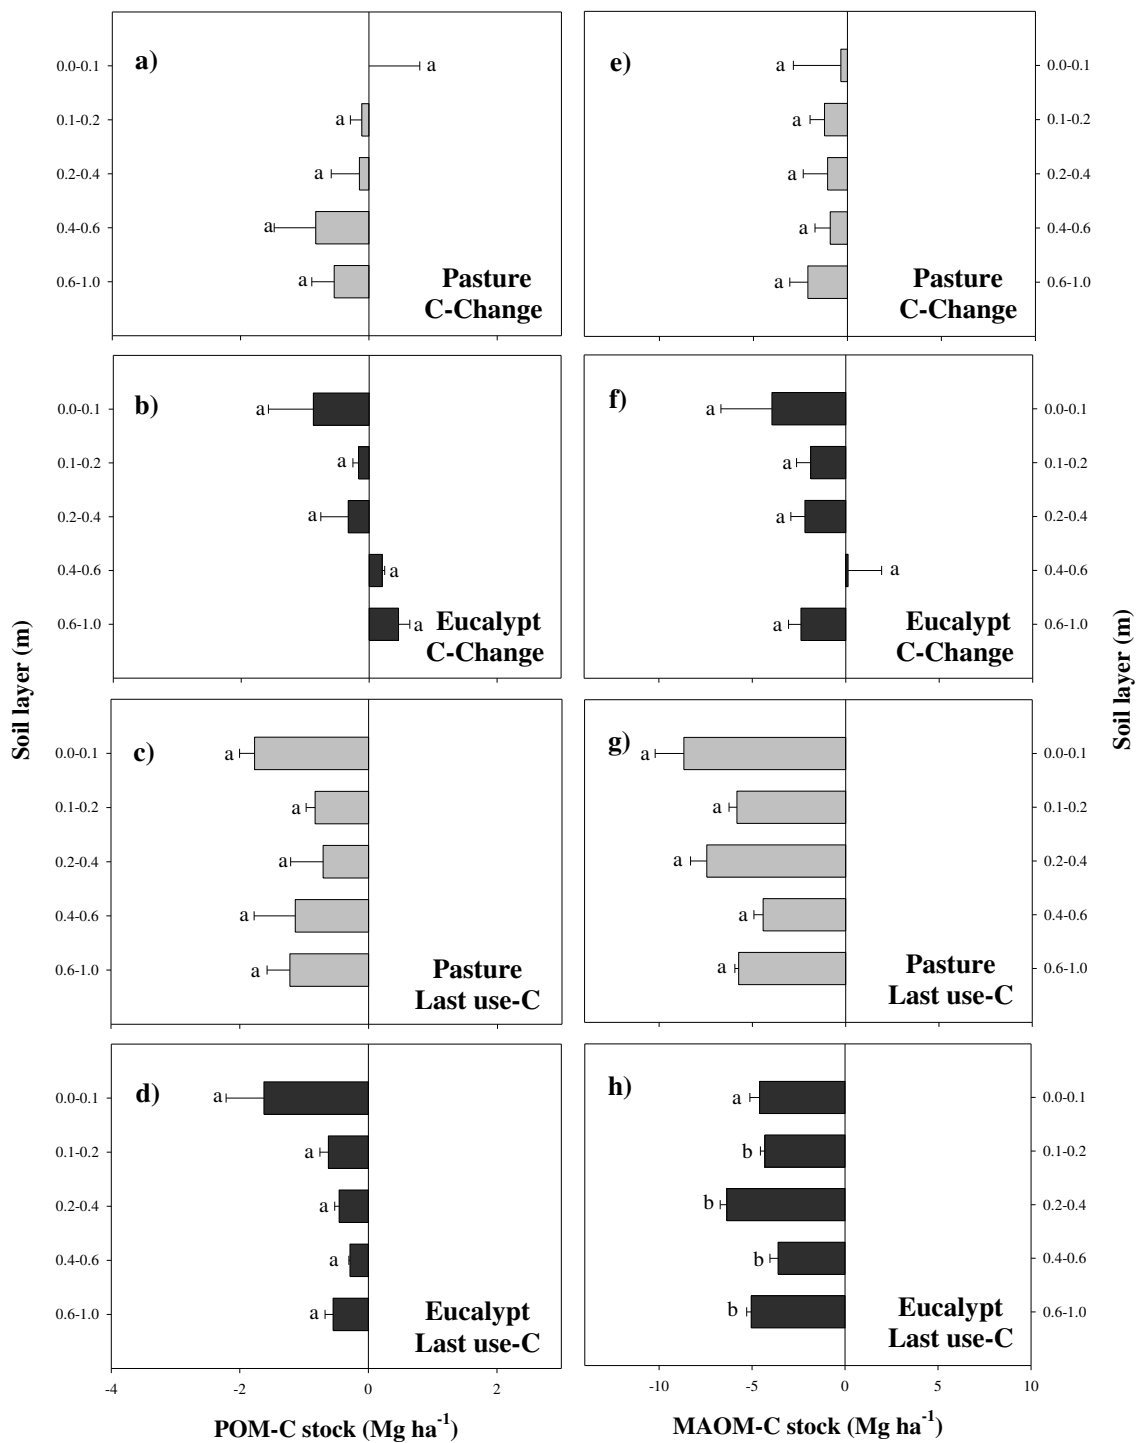 a)
0.0-0.1 a
0.1-0.2 a
0.2-0.4 a
0.4-0.6 a
0.6-1.0 a
Pasture
C-Change
e)
a 0.0-0.1
a 0.1-0.2
a 0.2-0.4
a 0.4-0.6
a 0.6-1.0
Pasture
C-Change
b)
0.0-0.1 a
0.1-0.2 a
0.2-0.4 a
0.4-0.6 a
0.6-1.0 a
Eucalypt
C-Change
f)
a 0.0-0.1
a 0.1-0.2
a 0.2-0.4
a 0.4-0.6
a 0.6-1.0
Eucalypt
C-Change
Soil layer (m)
Soil layer (m)
c)
0.0-0.1 a
0.1-0.2 a
0.2-0.4 a
0.4-0.6 a
0.6-1.0 a
Pasture
Last use-C
g)
a 0.0-0.1
a 0.1-0.2
a 0.2-0.4
a 0.4-0.6
a 0.6-1.0
Pasture
Last use-C
d)
0.0-0.1 a
0.1-0.2 a
0.2-0.4 a
0.4-0.6 a
0.6-1.0 a
Eucalypt
Last use-C
h)
a 0.0-0.1
b 0.1-0.2
b 0.2-0.4
b 0.4-0.6
b 0.6-1.0
Eucalypt
Last use-C
-4 -2 0 2
-10 -5 0 5 10
POM-C stock (Mg ha⁻¹)
MAOM-C stock (Mg ha⁻¹)